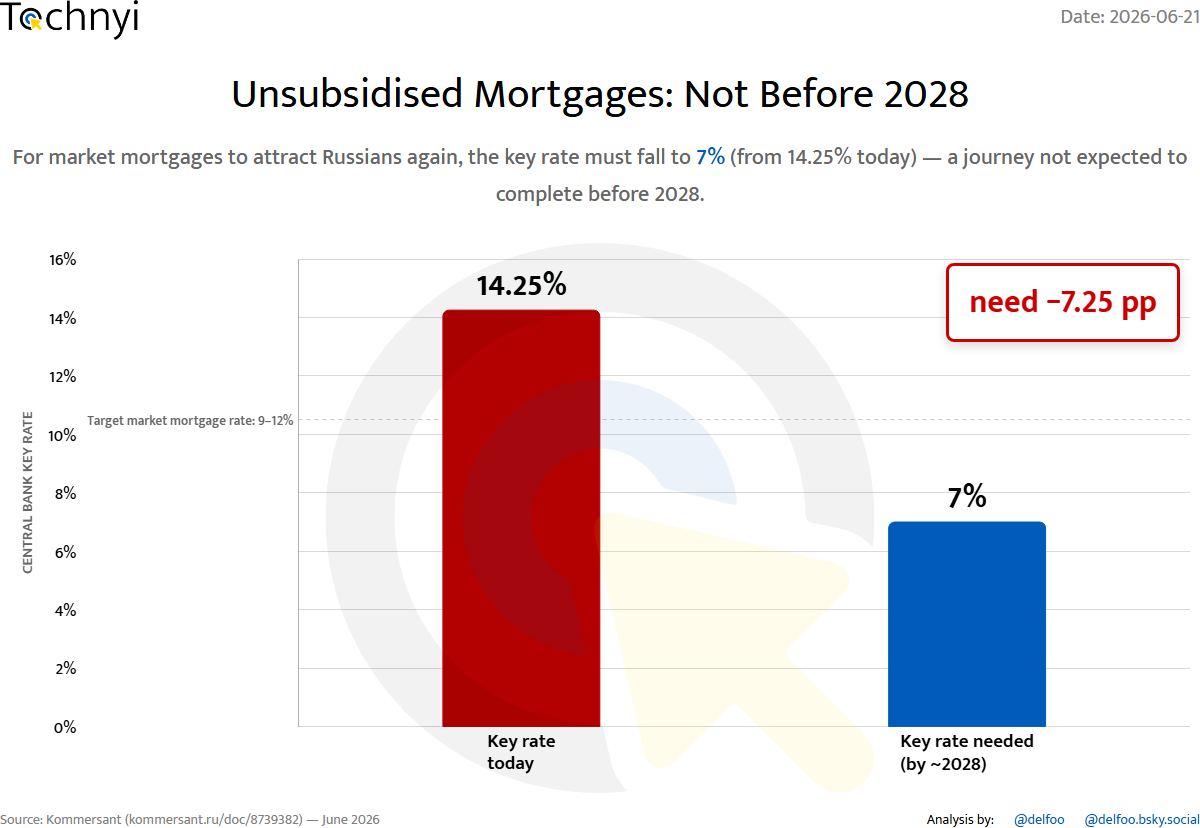 Tochnyi
Date: 2026-06-21
Unsubsidised Mortgages: Not Before 2028
For market mortgages to attract Russians again, the key rate must fall to 7% (from 14.25% today) — a journey not expected to
complete before 2028.
CENTRAL BANK KEY RATE
16%
14%
12%
Target market mortgage rate: 9–12%
10%
8%
6%
4%
2%
0%
14.25%
need −7.25 pp
7%
Key rate
today
Key rate needed
(by ~2028)
Source: Kommersant (kommersant.ru/doc/8739382) — June 2026
Analysis by: @delfoo @delfoo.bsky.social